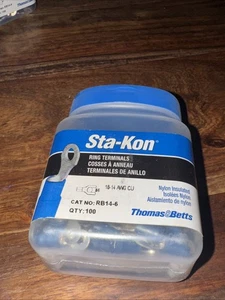 Sta-Kon®
RING TERMINALS
COSSES À ANNEAU
TERMINALES DE ANILLO
14 AWG CU
Nylon Insulated
Isolées Nylon
Aislamiento de nylon
CAT NO: RB14-6
QTY: 100
Thomas&Betts